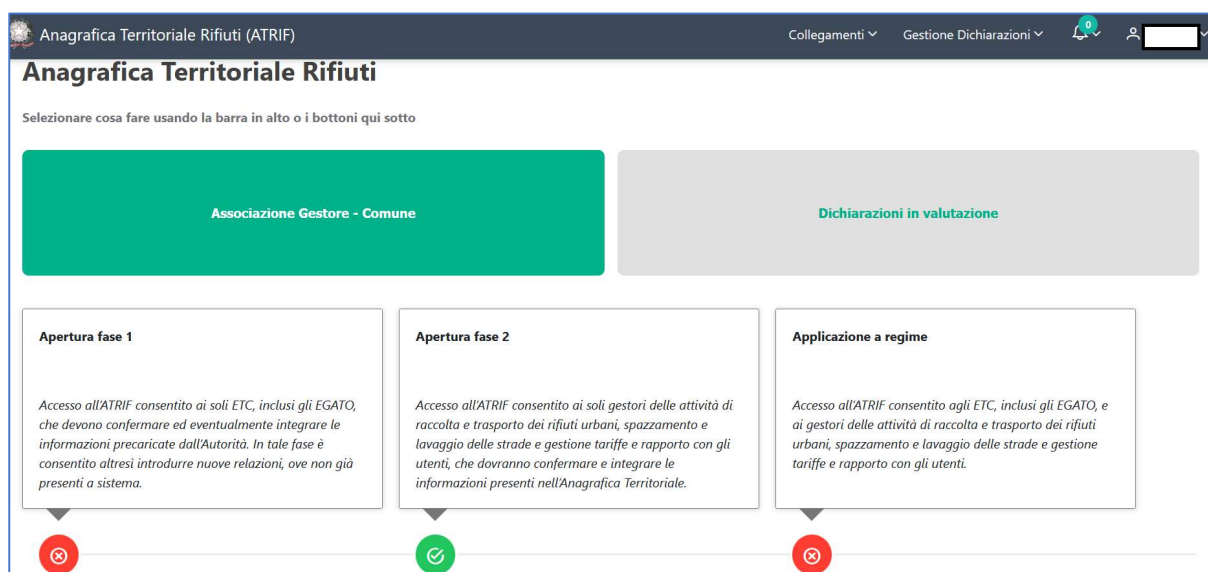 Anagrafica Territoriale Rifiuti (ATRIF)
Collegamenti
Gestione Dichiarazioni
0
Anagrafica Territoriale Rifiuti
Selezionare cosa fare usando la barra in alto o i bottoni qui sotto
Associazione Gestore - Comune
Dichiarazioni in valutazione
Apertura fase 1
Accesso all'ATRIF consentito ai soli ETC, inclusi gli EGATO,
che devono confermare ed eventualmente integrare le
informazioni precaricate dall'Autorità. In tale fase è
consentito altresì introdurre nuove relazioni, ove non già
presenti a sistema.
Apertura fase 2
Accesso all'ATRIF consentito ai soli gestori delle attività di
raccolta e trasporto dei rifiuti urbani, spazzamento e
lavaggio delle strade e gestione tariffe e rapporto con gli
utenti, che dovranno confermare e integrare le
informazioni presenti nell'Anagrafica Territoriale.
Applicazione a regime
Accesso all'ATRIF consentito agli ETC, inclusi gli EGATO, e
ai gestori delle attività di raccolta e trasporto dei rifiuti
urbani, spazzamento e lavaggio delle strade e gestione
tariffe e rapporto con gli utenti.